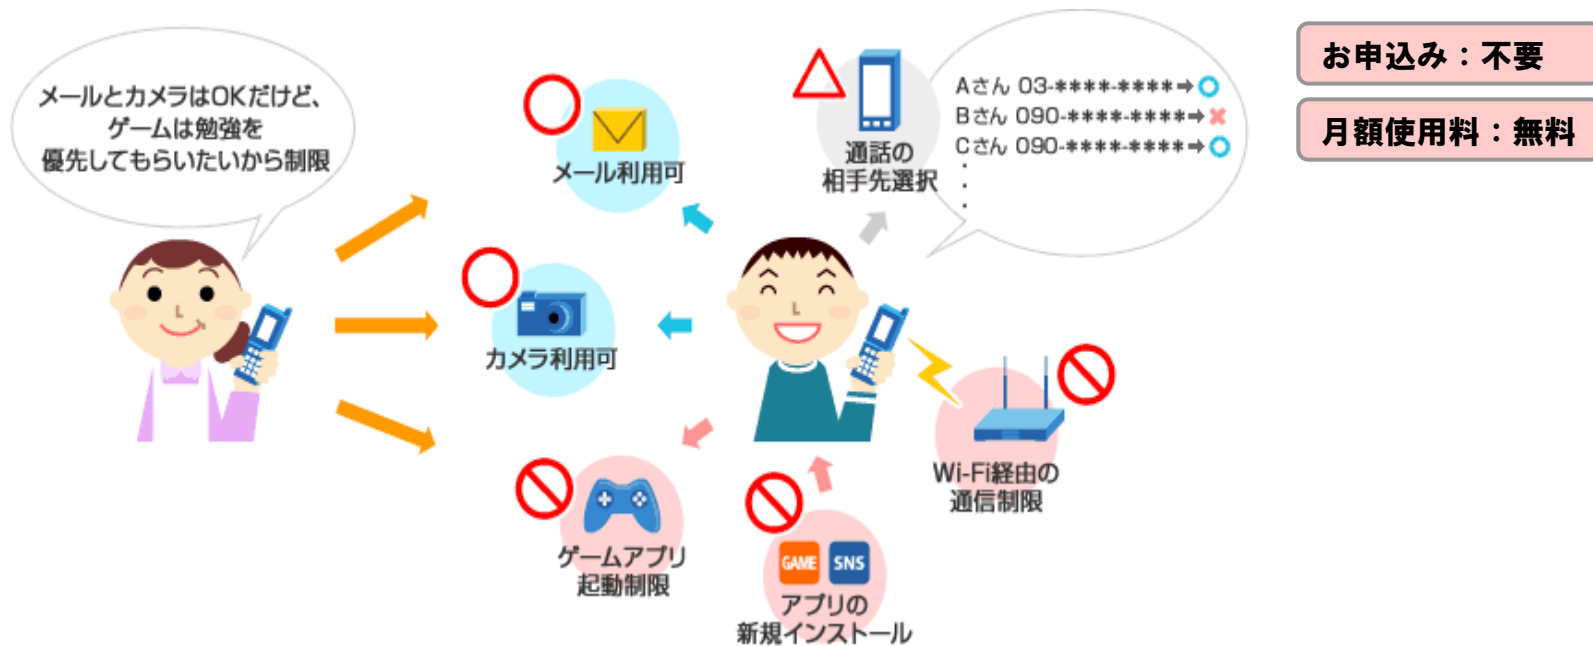 メールとカメラはOKだけど、
ゲームは勉強を
優先してもらいたいから制限
メール利用可
カメラ利用可
ゲームアプリ
起動制限
通話の
相手先選択
Aさん 03-****-****➡○
Bさん 090-****-****➡×
Cさん 090-****-****➡○
・
・
・
Wi-Fi経由の
通信制限
GAME SNS
アプリの
新規インストール
お申込み：不要
月額使用料：無料